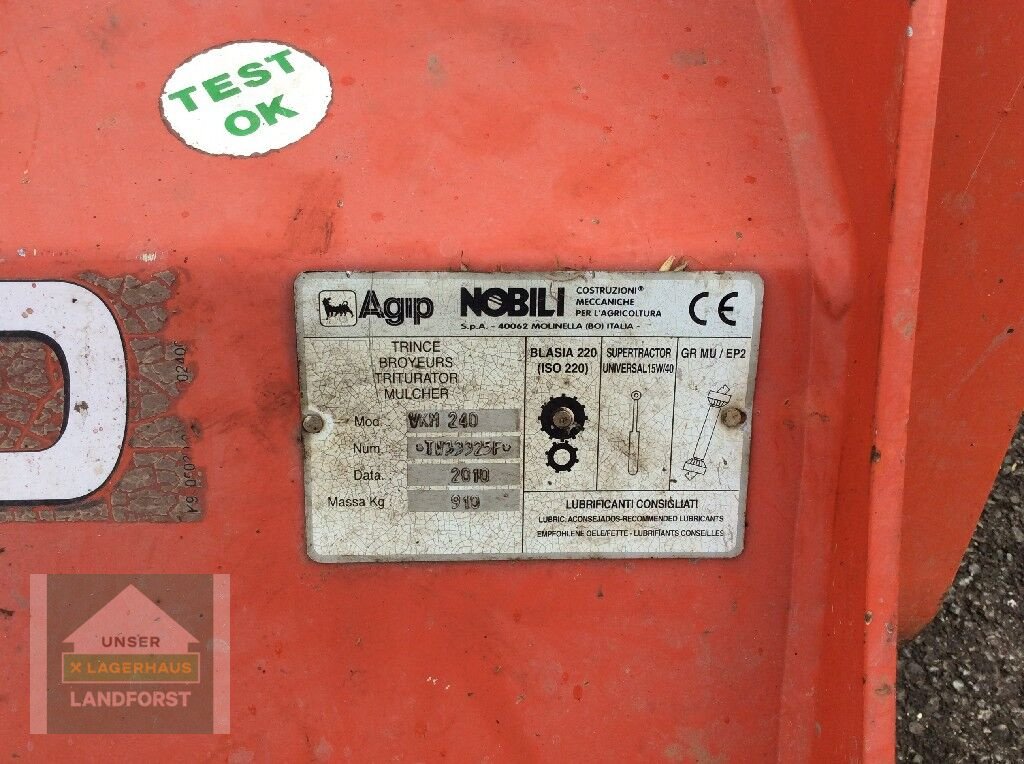 TEST
OK
Agip NOBILI COSTRUZIONI®
MECCANICHE
PER L'AGRICOLTURA
S.p.A. - 40062 MOLINELLA (BO) ITALIA -
CE
TRINCE
BROYEURS
TRITURATOR
MULCHER
Mod. VKM 240
Num.
Data. 2010
Massa Kg. 910
BLASIA 220
(ISO 220)
SUPERTRACTOR
UNIVERSAL 15W/40
GR MU / EP2
LUBRIFICANTI CONSIGLIATI
LUBRIC. ACONSEJADOS-RECOMMENDED LUBRICANTS
EMPFOHLENE OELE/FETTE - LUBRIFIANTS CONSEILLES
UNSER
X LAGERHAUS
LANDFORST